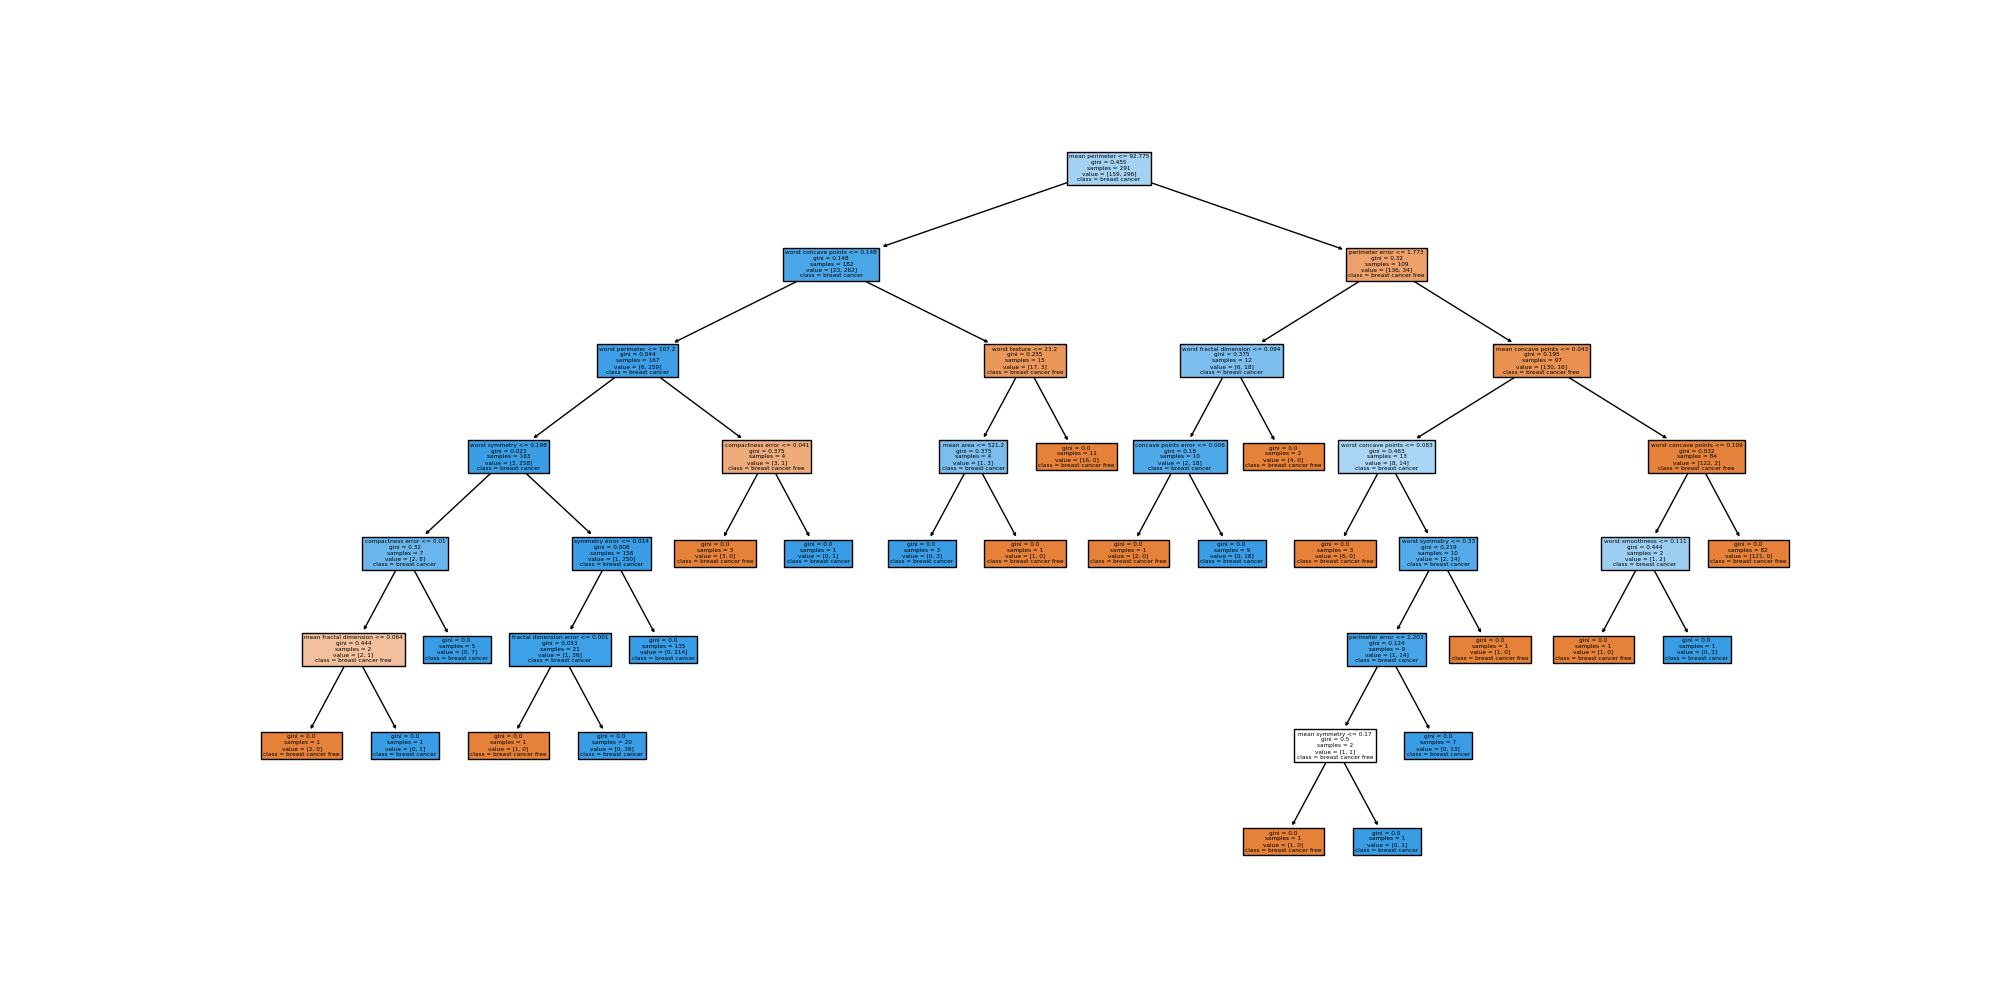 mean perimeter <= 92.775
gini = 0.455
samples = 291
value = [159, 296]
class = breast cancer
worst concave points <= 0.148
gini = 0.148
samples = 182
value = [23, 262]
class = breast cancer
perimeter error <= 1.773
gini = 0.32
samples = 109
value = [136, 34]
class = breast cancer free
worst perimeter <= 107.2
gini = 0.044
samples = 167
value = [6, 259]
class = breast cancer
worst texture <= 23.2
gini = 0.255
samples = 15
value = [17, 3]
class = breast cancer free
worst fractal dimension <= 0.094
gini = 0.375
samples = 12
value = [6, 18]
class = breast cancer
mean concave points <= 0.043
gini = 0.195
samples = 97
value = [130, 16]
class = breast cancer free
worst symmetry <= 0.198
gini = 0.023
samples = 163
value = [3, 258]
class = breast cancer
compactness error <= 0.041
gini = 0.375
samples = 4
value = [3, 1]
class = breast cancer free
mean area <= 521.2
gini = 0.375
samples = 4
value = [1, 3]
class = breast cancer
gini = 0.0
samples = 11
value = [16, 0]
class = breast cancer free
concave points error <= 0.006
gini = 0.18
samples = 10
value = [2, 18]
class = breast cancer
gini = 0.0
samples = 2
value = [4, 0]
class = breast cancer free
worst concave points <= 0.083
gini = 0.463
samples = 13
value = [8, 14]
class = breast cancer
worst concave points <= 0.109
gini = 0.032
samples = 84
value = [122, 2]
class = breast cancer free
compactness error <= 0.01
gini = 0.32
samples = 7
value = [2, 8]
class = breast cancer
symmetry error <= 0.014
gini = 0.008
samples = 156
value = [1, 250]
class = breast cancer
gini = 0.0
samples = 3
value = [3, 0]
class = breast cancer free
gini = 0.0
samples = 1
value = [0, 1]
class = breast cancer
gini = 0.0
samples = 3
value = [0, 3]
class = breast cancer
gini = 0.0
samples = 1
value = [1, 0]
class = breast cancer free
gini = 0.0
samples = 1
value = [2, 0]
class = breast cancer free
gini = 0.0
samples = 9
value = [0, 18]
class = breast cancer
gini = 0.0
samples = 3
value = [6, 0]
class = breast cancer free
worst symmetry <= 0.33
gini = 0.219
samples = 10
value = [2, 14]
class = breast cancer
worst smoothness <= 0.111
gini = 0.444
samples = 2
value = [1, 2]
class = breast cancer
gini = 0.0
samples = 82
value = [121, 0]
class = breast cancer free
mean fractal dimension <= 0.064
gini = 0.444
samples = 2
value = [2, 1]
class = breast cancer free
gini = 0.0
samples = 5
value = [0, 7]
class = breast cancer
fractal dimension error <= 0.001
gini = 0.053
samples = 21
value = [1, 36]
class = breast cancer
gini = 0.0
samples = 135
value = [0, 214]
class = breast cancer
perimeter error <= 2.203
gini = 0.124
samples = 9
value = [1, 14]
class = breast cancer
gini = 0.0
samples = 1
value = [1, 0]
class = breast cancer free
gini = 0.0
samples = 1
value = [1, 0]
class = breast cancer free
gini = 0.0
samples = 1
value = [0, 2]
class = breast cancer
gini = 0.0
samples = 1
value = [2, 0]
class = breast cancer free
gini = 0.0
samples = 1
value = [0, 1]
class = breast cancer
gini = 0.0
samples = 1
value = [1, 0]
class = breast cancer free
gini = 0.0
samples = 20
value = [0, 36]
class = breast cancer
mean symmetry <= 0.17
gini = 0.5
samples = 2
value = [1, 1]
class = breast cancer free
gini = 0.0
samples = 7
value = [0, 13]
class = breast cancer
gini = 0.0
samples = 1
value = [1, 0]
class = breast cancer free
gini = 0.0
samples = 1
value = [0, 1]
class = breast cancer